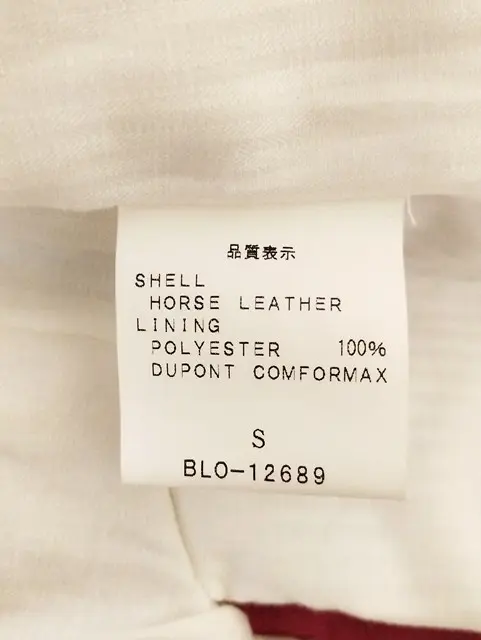 品質表示
SHELL
HORSE LEATHER
LINING
POLYESTER 100%
DUPONT COMFORMAX
S
BLO-12689